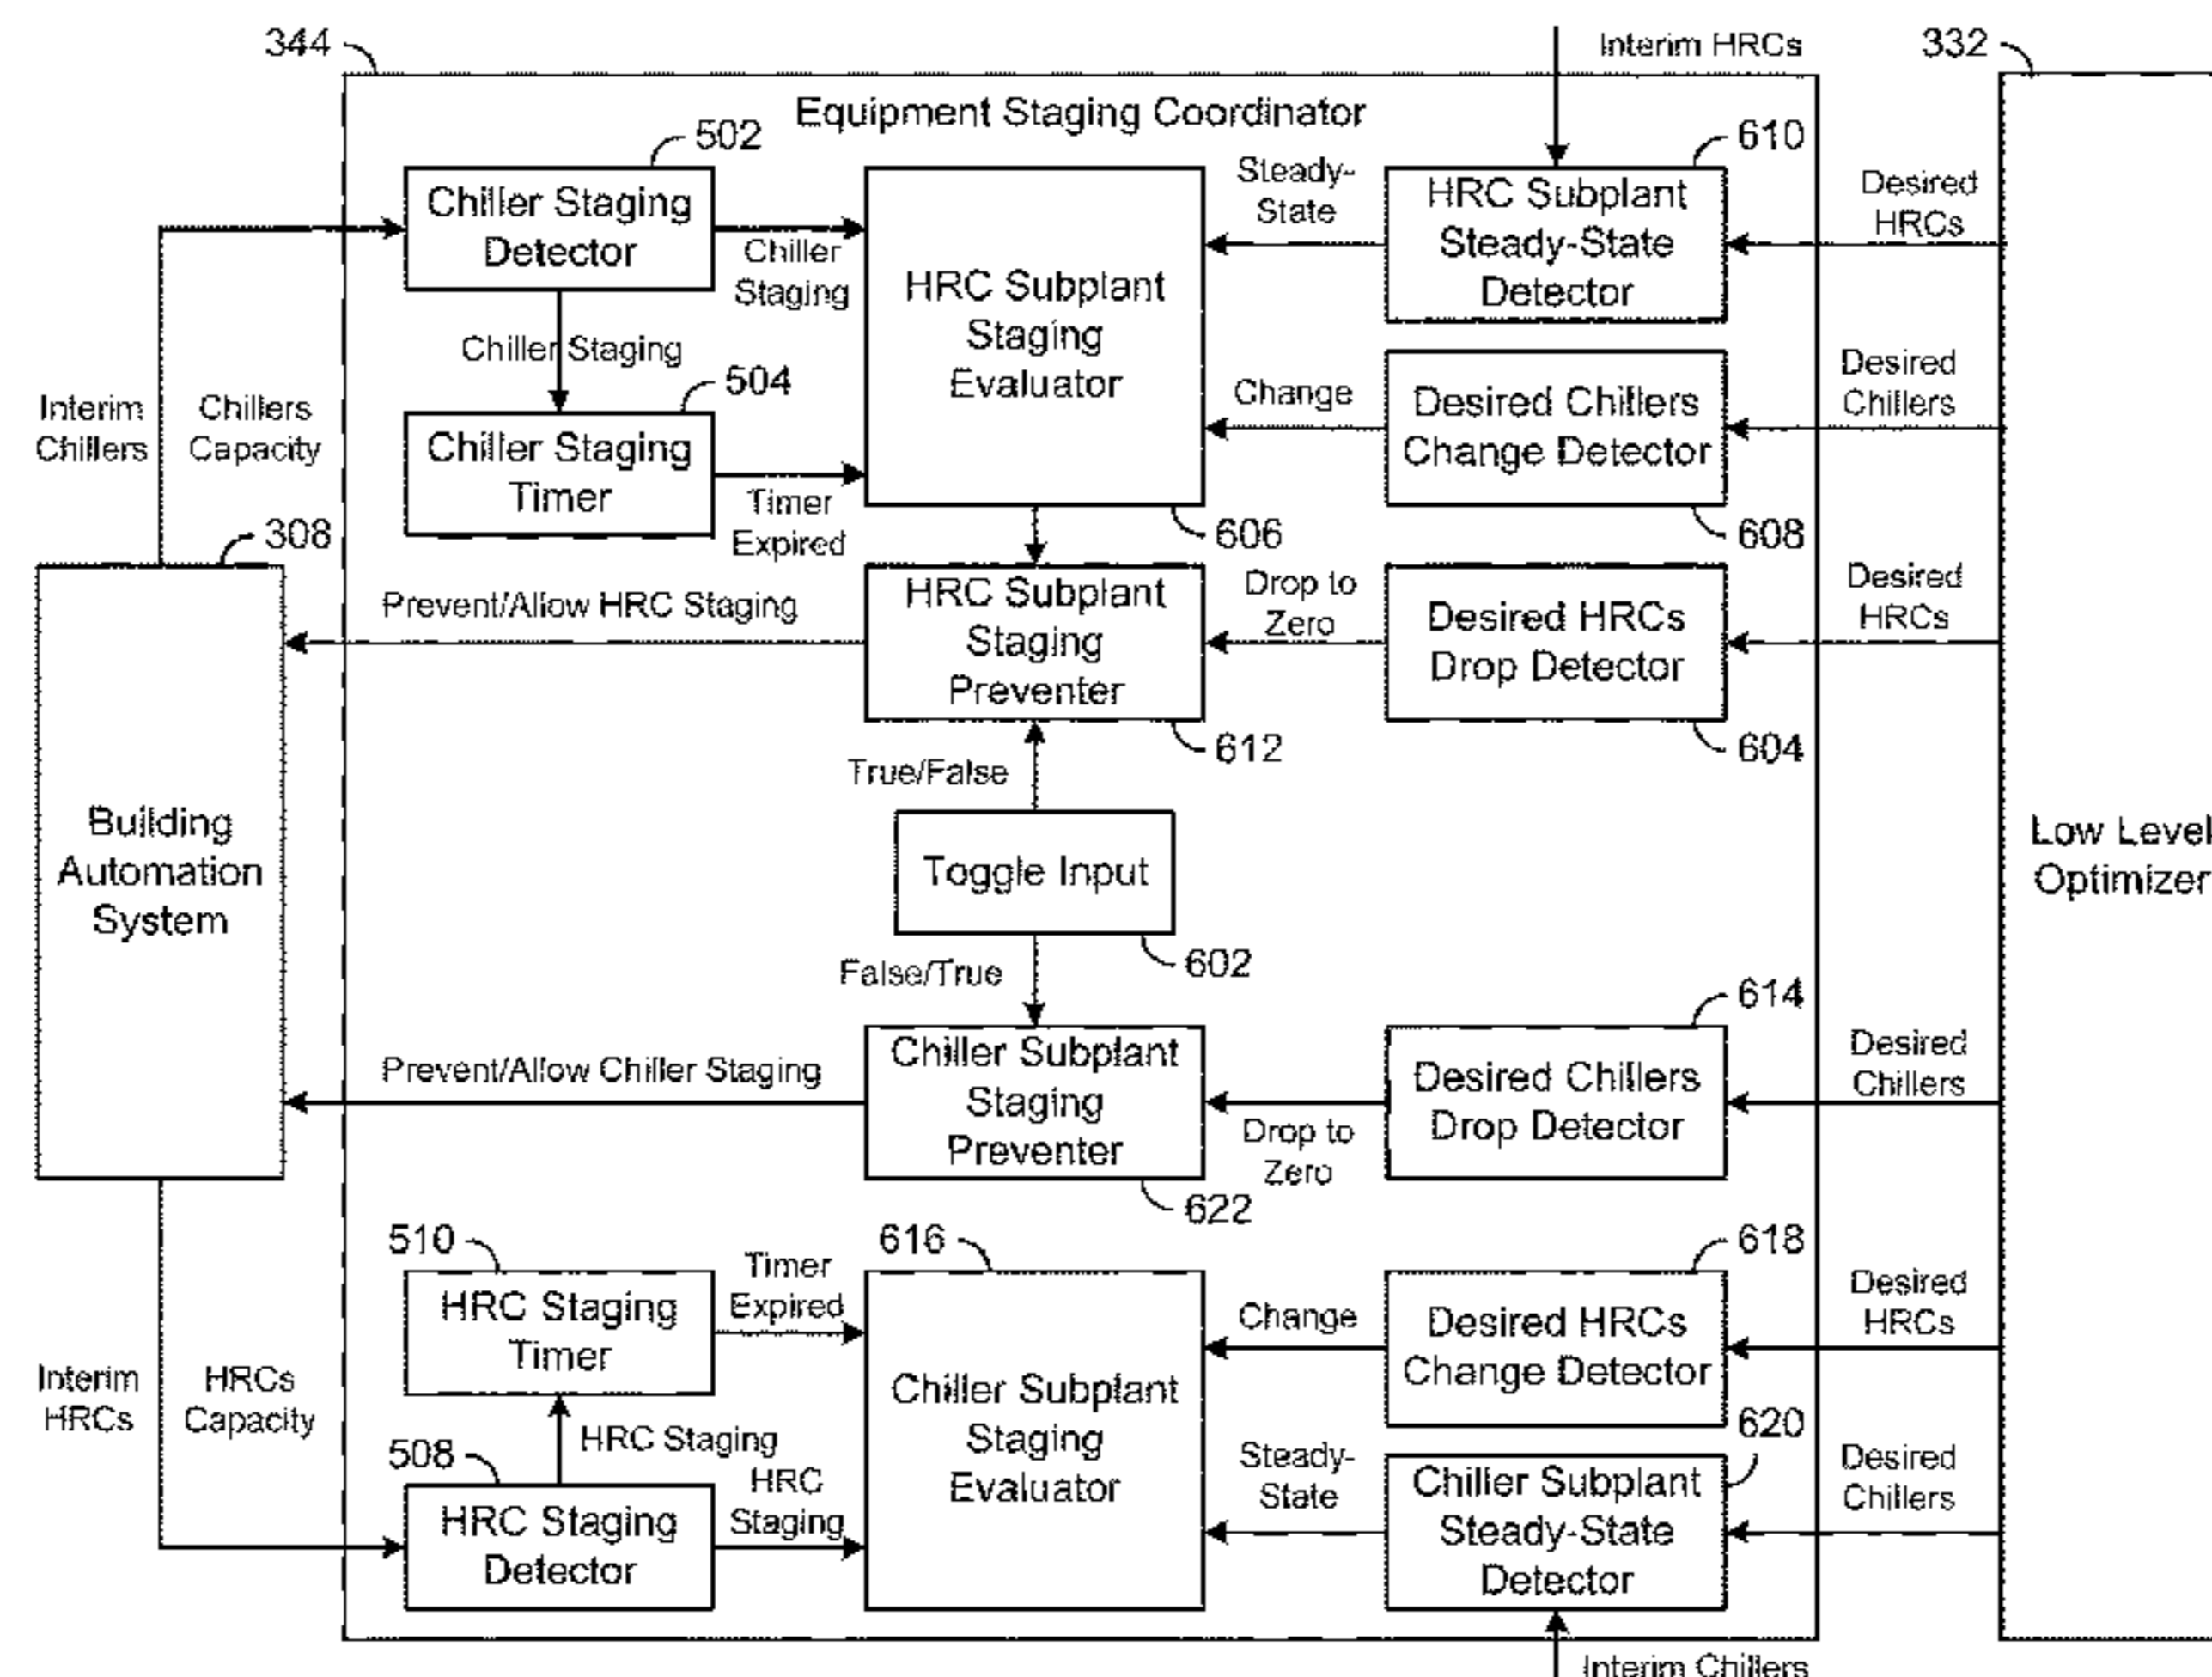 344
Interim HRCs
332
Equipment Staging Coordinator
502
610
Chiller Staging
Detector
Chiller
Staging
HRC Subplant
Staging
Evaluator
Steady-
State
HRC Subplant
Steady-State
Detector
Desired
HRCs
Chiller Staging
504
Chiller Staging
Timer
Timer
Expired
Change
Desired Chillers
Change Detector
Desired
Chillers
Interim
Chillers
Chillers
Capacity
308
606
608
Prevent/Allow HRC Staging
HRC Subplant
Staging
Preventer
Drop to
Zero
Desired HRCs
Drop Detector
Desired
HRCs
612
604
True/False
Building
Automation
System
Toggle Input
Low Level
Optimizer
602
False/True
614
Prevent/Allow Chiller Staging
Chiller Subplant
Staging
Preventer
Drop to
Zero
Desired Chillers
Drop Detector
Desired
Chillers
622
510
616
618
HRC Staging
Timer
Timer
Expired
Chiller Subplant
Staging
Evaluator
Change
Desired HRCs
Change Detector
Desired
HRCs
Interim
HRCs
HRCs
Capacity
HRC Staging
508
HRC Staging
Detector
HRC
Staging
Steady-
State
620
Chiller Subplant
Steady-State
Detector
Desired
Chillers
Interim Chillers